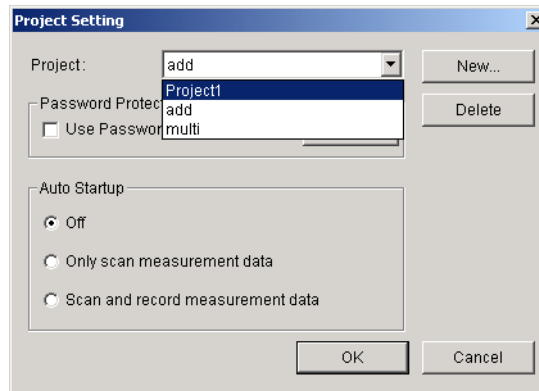 Project Setting
Project: add New...
Project1
Password Protec add Delete
Use Passwor multi
Auto Startup
Off
Only scan measurement data
Scan and record measurement data
OK Cancel